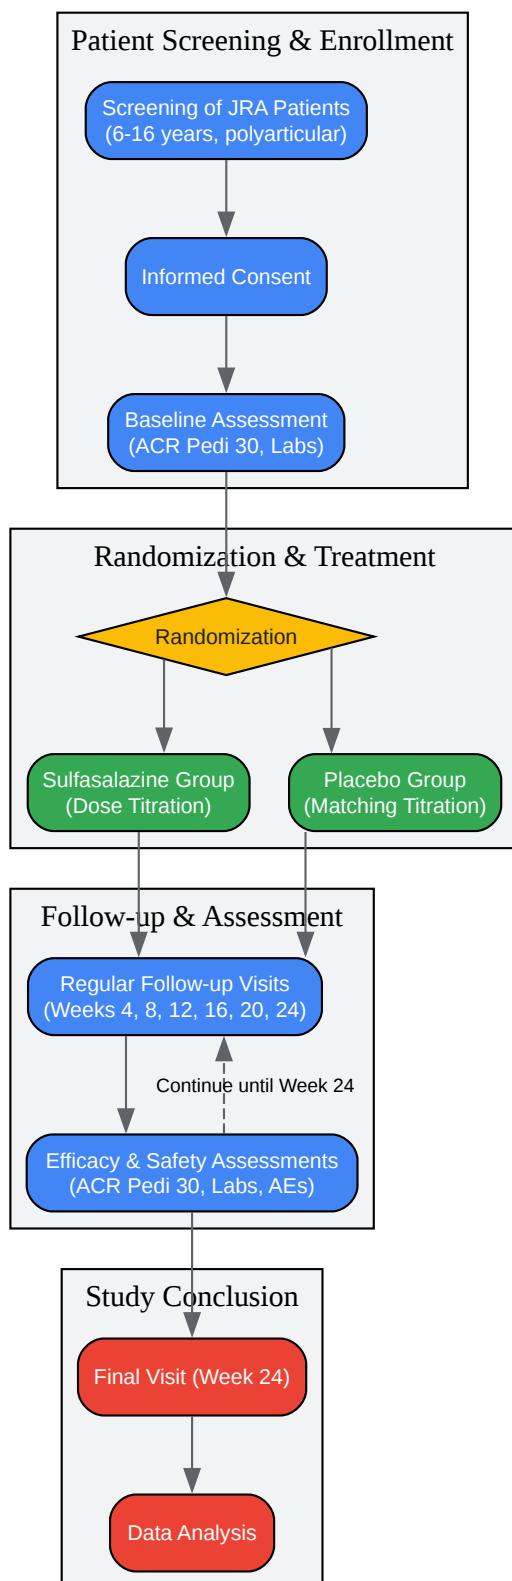 Patient Screening & Enrollment
Screening of JRA Patients
(6-16 years, polyarticular)
Informed Consent
Baseline Assessment
(ACR Pedi 30, Labs)
Randomization & Treatment
Randomization
Sulfasalazine Group
(Dose Titration)
Placebo Group
(Matching Titration)
Follow-up & Assessment
Regular Follow-up Visits
(Weeks 4, 8, 12, 16, 20, 24)
Continue until Week 24
Efficacy & Safety Assessments
(ACR Pedi 30, Labs, AEs)
Study Conclusion
Final Visit (Week 24)
Data Analysis